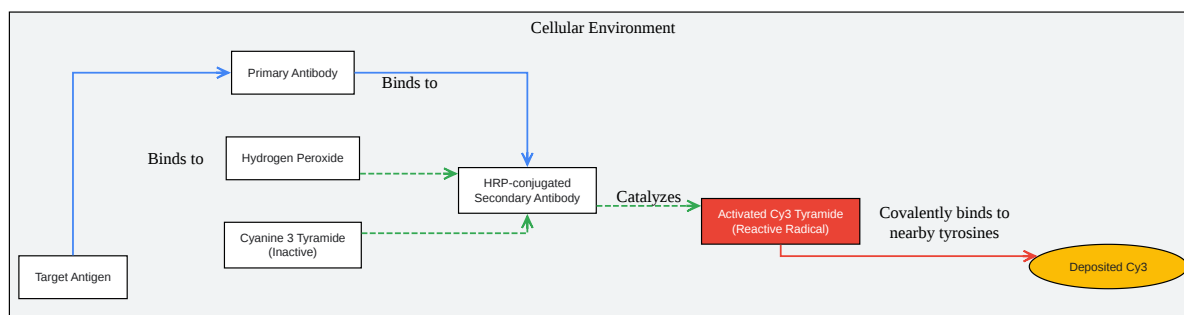 Cellular Environment
Primary Antibody
Binds to
Hydrogen Peroxide
Binds to
HRP-conjugated
Secondary Antibody
Catalyzes
Cyanine 3 Tyramide
(Inactive)
Activated Cy3 Tyramide
(Reactive Radical)
Covalently binds to
nearby tyrosines
Target Antigen
Deposited Cy3